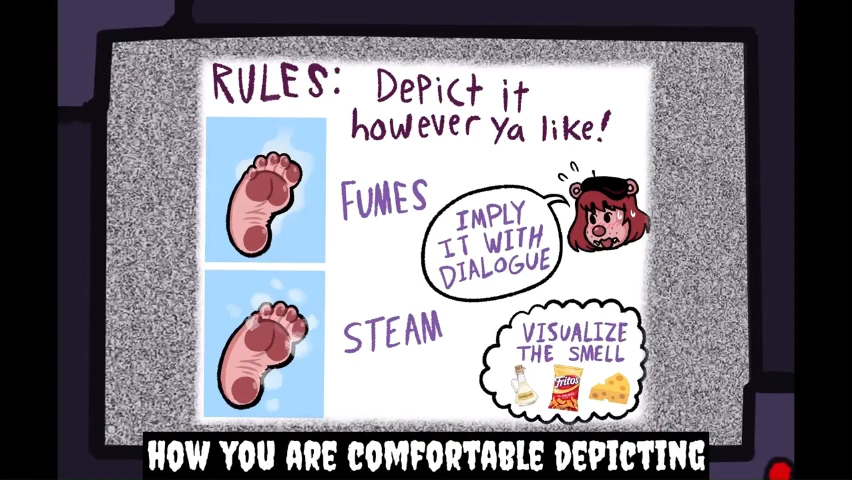 RULES: Depict it
however ya like!
FUMES
IMPLY
IT WITH
DIALOGUE
STEAM
VISUALIZE
THE SMELL
Fritos
HOW YOU ARE COMFORTABLE DEPICTING